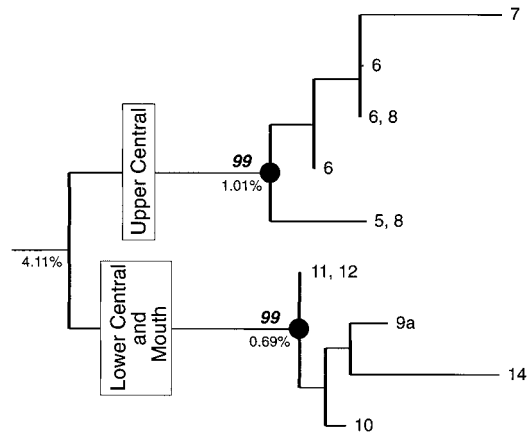 7
6
6, 8
Upper Central
99
1.01%
6
5, 8
4.11%
Lower Central
and
Mouth
11, 12
99
0.69%
9a
14
10